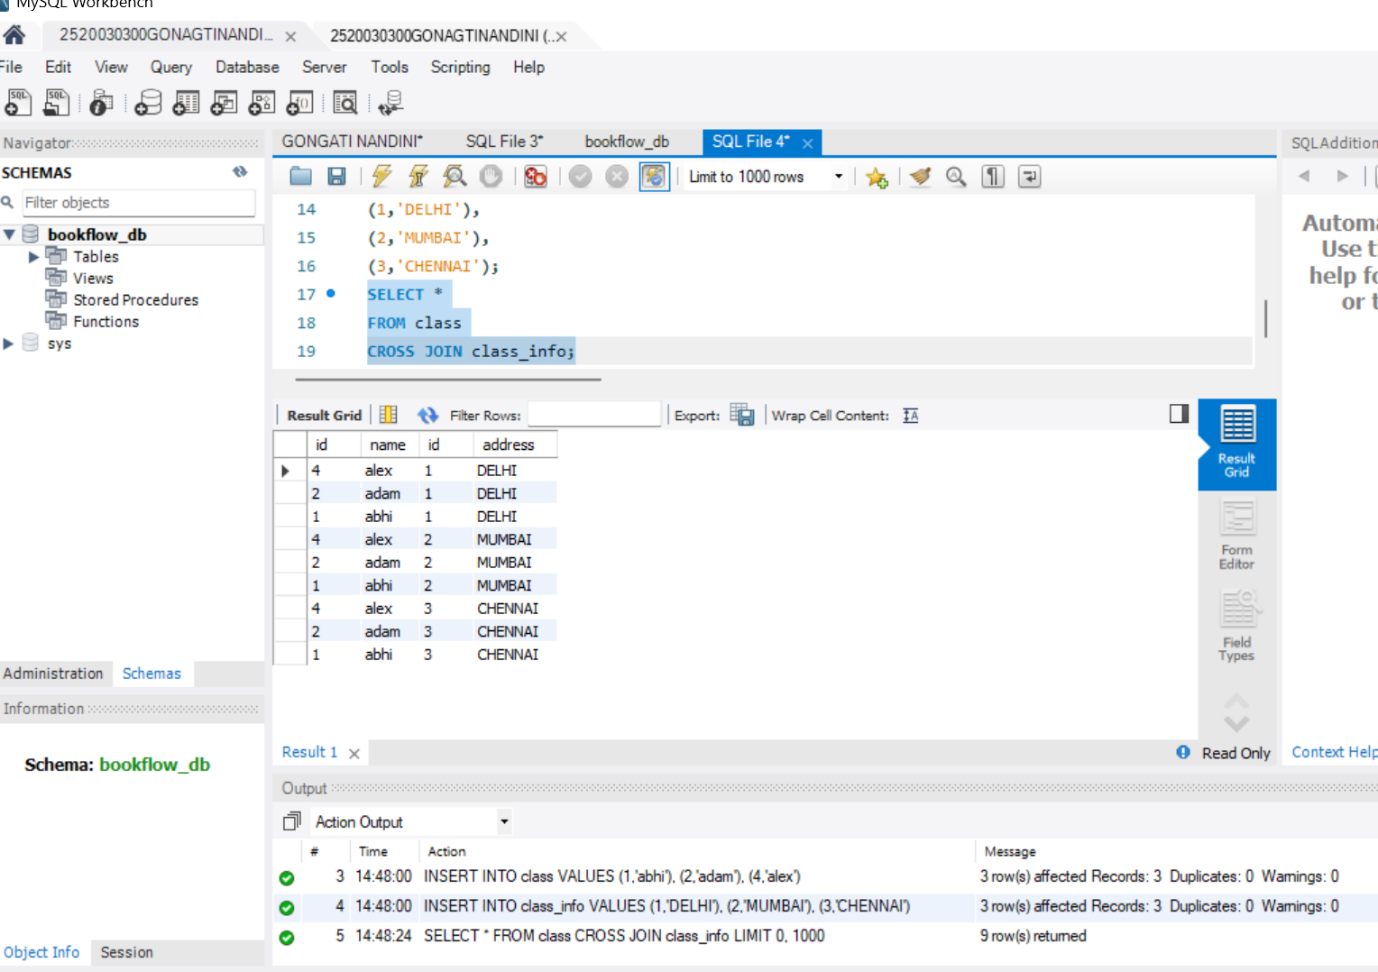 MySQL Workbench
2520030300GONAGTINANDI... × 2520030300GONAGTINANDINI (..×
File Edit View Query Database Server Tools Scripting Help
Navigator
SCHEMAS
Filter objects
bookflow_db
Tables
Views
Stored Procedures
Functions
sys
Administration Schemas
Information
Schema: bookflow_db
Object Info Session
GONGATI NANDINI* SQL File 3* bookflow_db SQL File 4* ×
Limit to 1000 rows
14 (1,'DELHI'),
15 (2,'MUMBAI'),
16 (3,'CHENNAI');
17 SELECT *
18 FROM class
19 CROSS JOIN class_info;
Result Grid Filter Rows: Export: Wrap Cell Content: IA
id name id address
4 alex 1 DELHI
2 adam 1 DELHI
1 abhi 1 DELHI
4 alex 2 MUMBAI
2 adam 2 MUMBAI
1 abhi 2 MUMBAI
4 alex 3 CHENNAI
2 adam 3 CHENNAI
1 abhi 3 CHENNAI
Result
Grid
Form
Editor
Field
Types
Result 1 × Read Only
SQLAddition
Automa
Use t
help fo
or t
Context Help
Output
Action Output
# Time Action Message
3 14:48:00 INSERT INTO class VALUES (1,'abhi'), (2,'adam'), (4,'alex') 3 row(s) affected Records: 3 Duplicates: 0 Warnings: 0
4 14:48:00 INSERT INTO class_info VALUES (1,'DELHI'), (2,'MUMBAI'), (3,'CHENNAI') 3 row(s) affected Records: 3 Duplicates: 0 Warnings: 0
5 14:48:24 SELECT * FROM class CROSS JOIN class_info LIMIT 0, 1000 9 row(s) returned